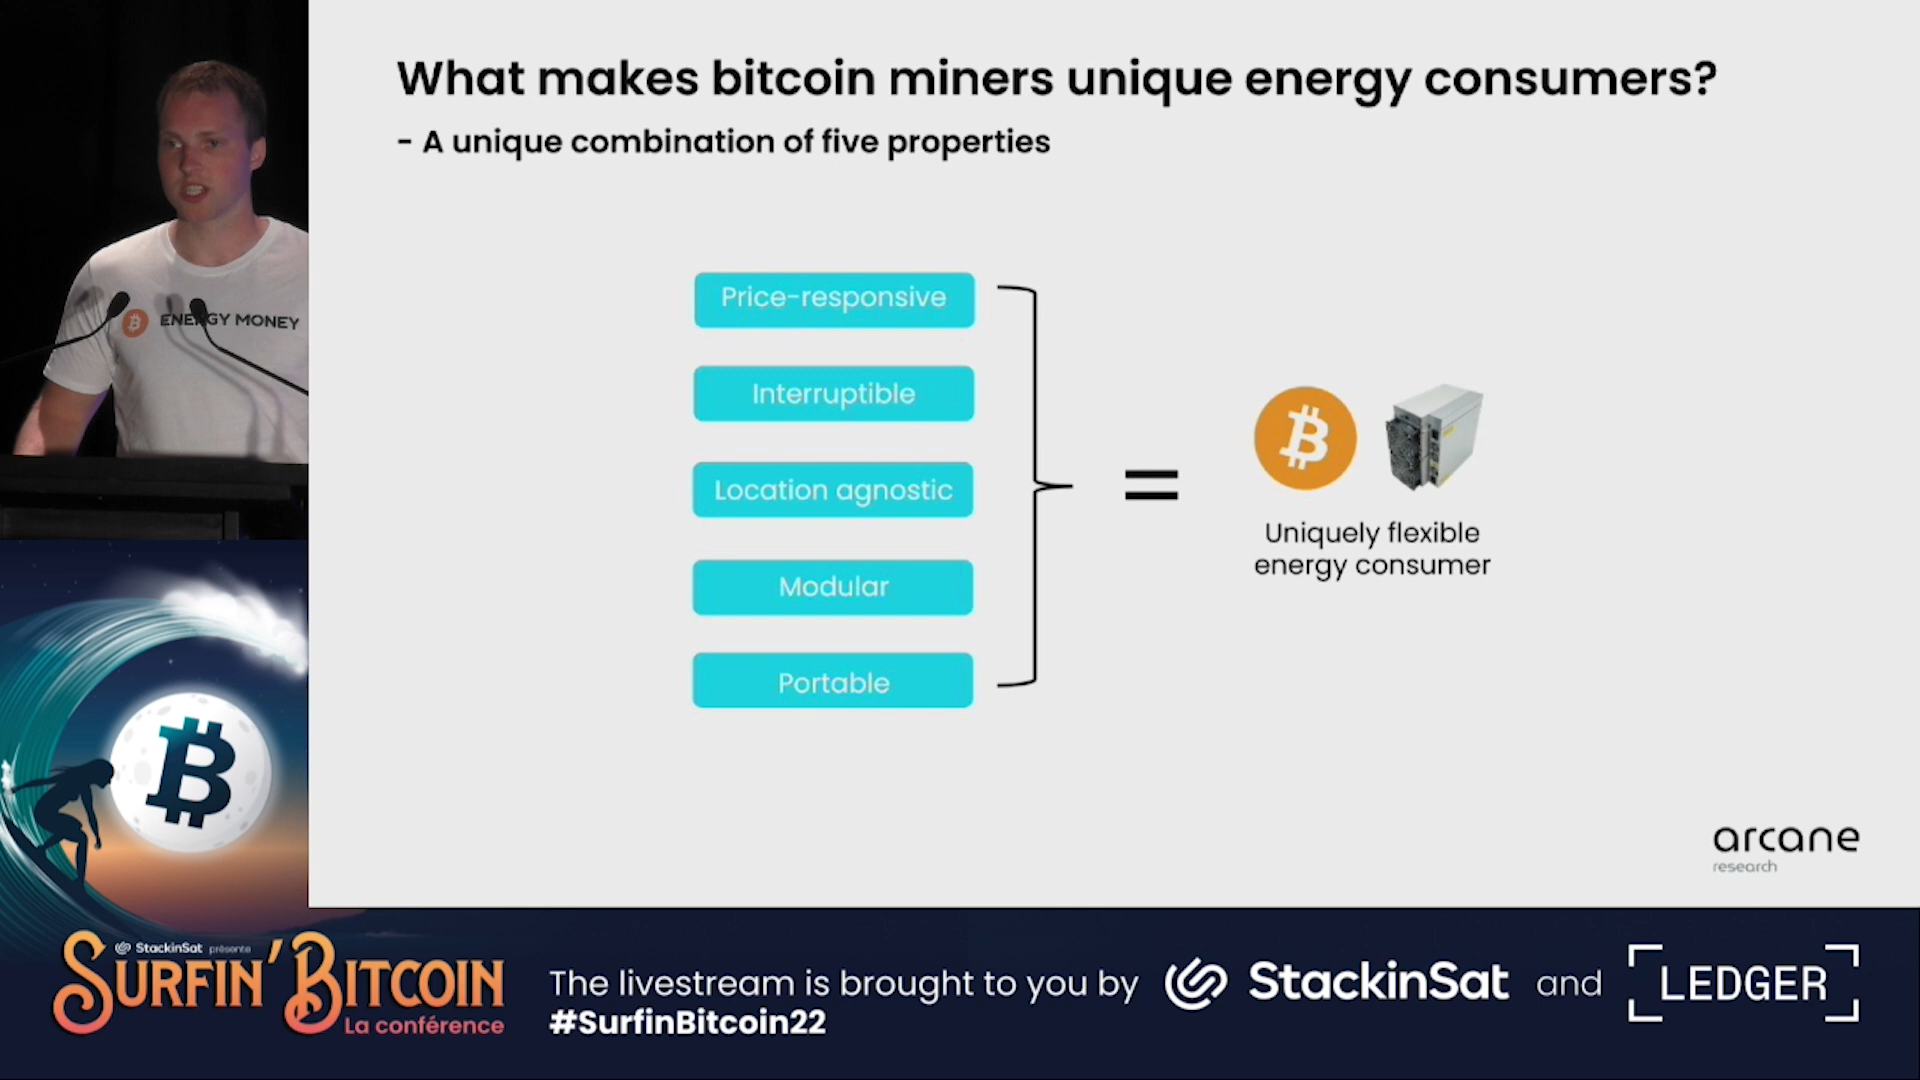 What makes bitcoin miners unique energy consumers?
- A unique combination of five properties
Price-responsive
Interruptible
Location agnostic
Modular
Portable
=
Uniquely flexible
energy consumer
arcane
research
ENERGY MONEY
StackinSat présente
SURFIN' BITCOIN
La conférence
The livestream is brought to you by StackinSat and LEDGER
#SurfinBitcoin22